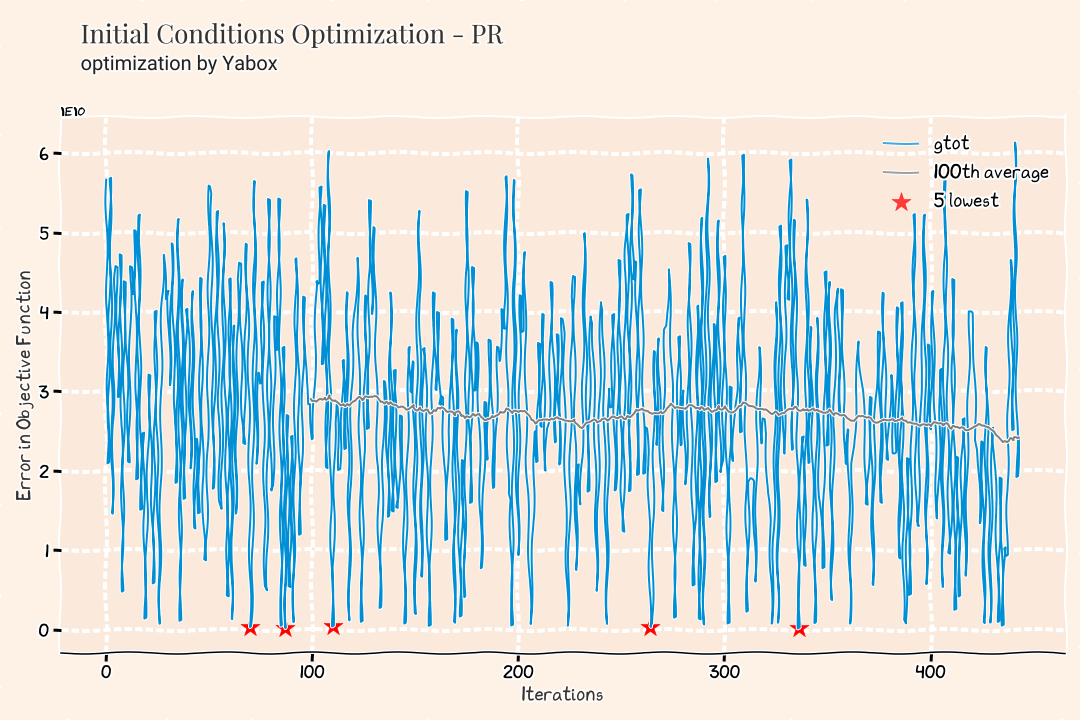 Initial Conditions Optimization - PR
optimization by Yabox
1E10
6
5
4
3
2
1
0
Error in Objective Function
gtot
100th average
5 lowest
0
100
200
300
400
Iterations